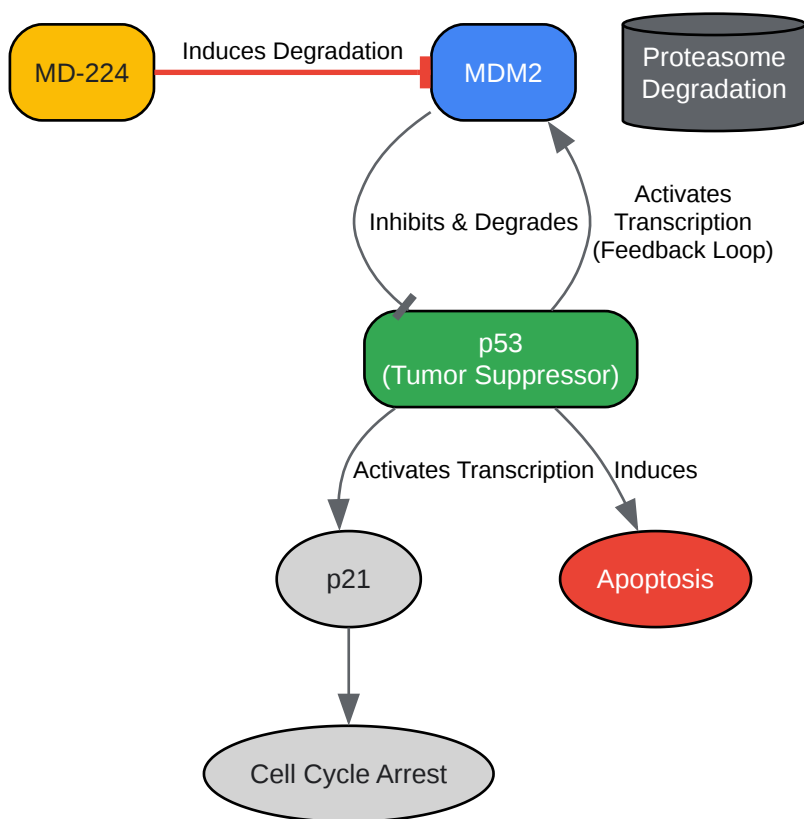 MD-224
Induces Degradation
MDM2
Proteasome
Degradation
Inhibits & Degrades
Activates
Transcription
(Feedback Loop)
p53
(Tumor Suppressor)
Activates Transcription
Induces
p21
Apoptosis
Cell Cycle Arrest